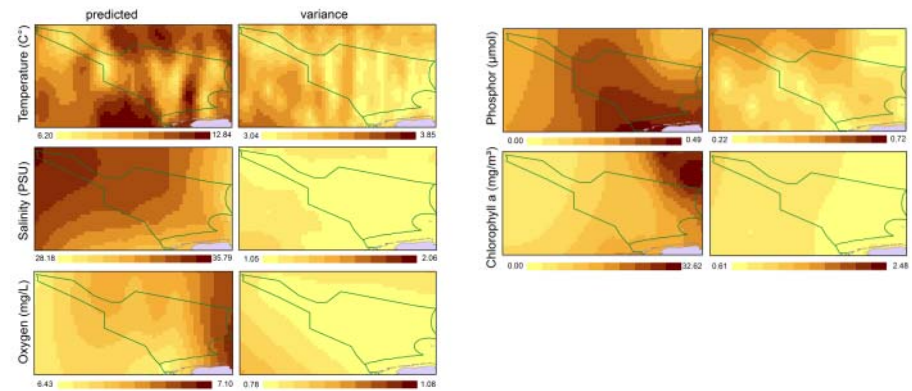 predicted
variance
Temperature (C°)
6.20
12.84
3.04
3.85
Salinity (PSU)
28.18
35.79
1.05
2.06
Oxygen (mg/L)
6.43
7.10
0.78
1.08
Phosphor (µmol)
0.00
0.49
0.22
0.72
Chlorophyll a (mg/m³)
0.00
32.62
0.61
2.48